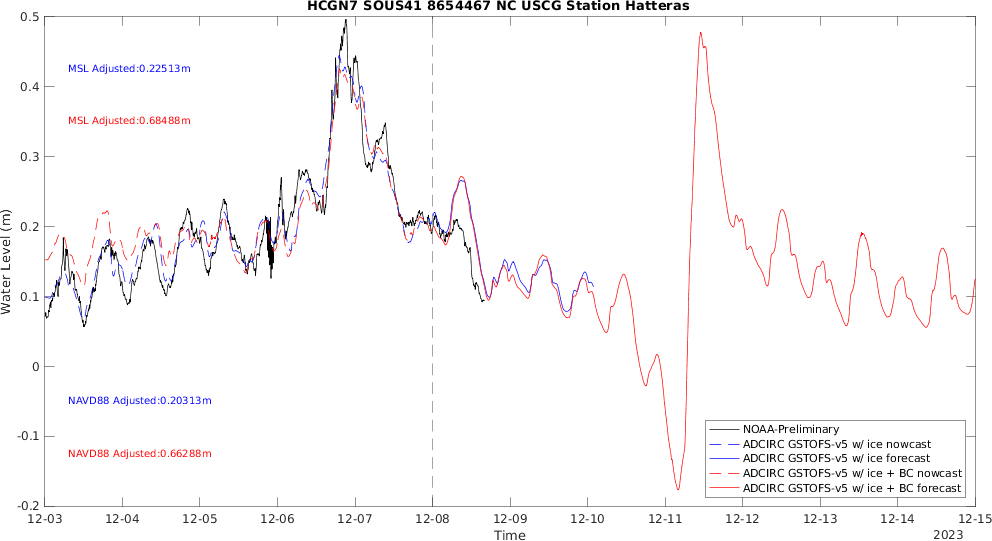 HCGN7 SOUS41 8654467 NC USCG Station Hatteras
0.5
0.4
0.3
0.2
0.1
0
-0.1
-0.2
Water Level (m)
MSL Adjusted:0.22513m
MSL Adjusted:0.68488m
NAVD88 Adjusted:0.20313m
NAVD88 Adjusted:0.66288m
NOAA-Preliminary
ADCIRC GSTOFS-v5 w/ ice nowcast
ADCIRC GSTOFS-v5 w/ ice forecast
ADCIRC GSTOFS-v5 w/ ice + BC nowcast
ADCIRC GSTOFS-v5 w/ ice + BC forecast
12-03 12-04 12-05 12-06 12-07 12-08 12-09 12-10 12-11 12-12 12-13 12-14 12-15
Time
2023